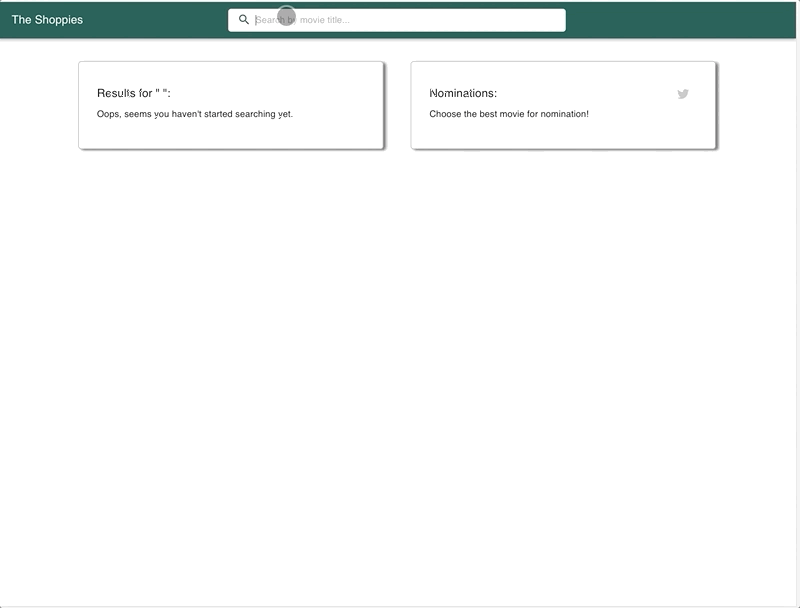 The Shoppies
Search by movie title...
Results for " ":
Oops, seems you haven't started searching yet.
Nominations:
Choose the best movie for nomination!